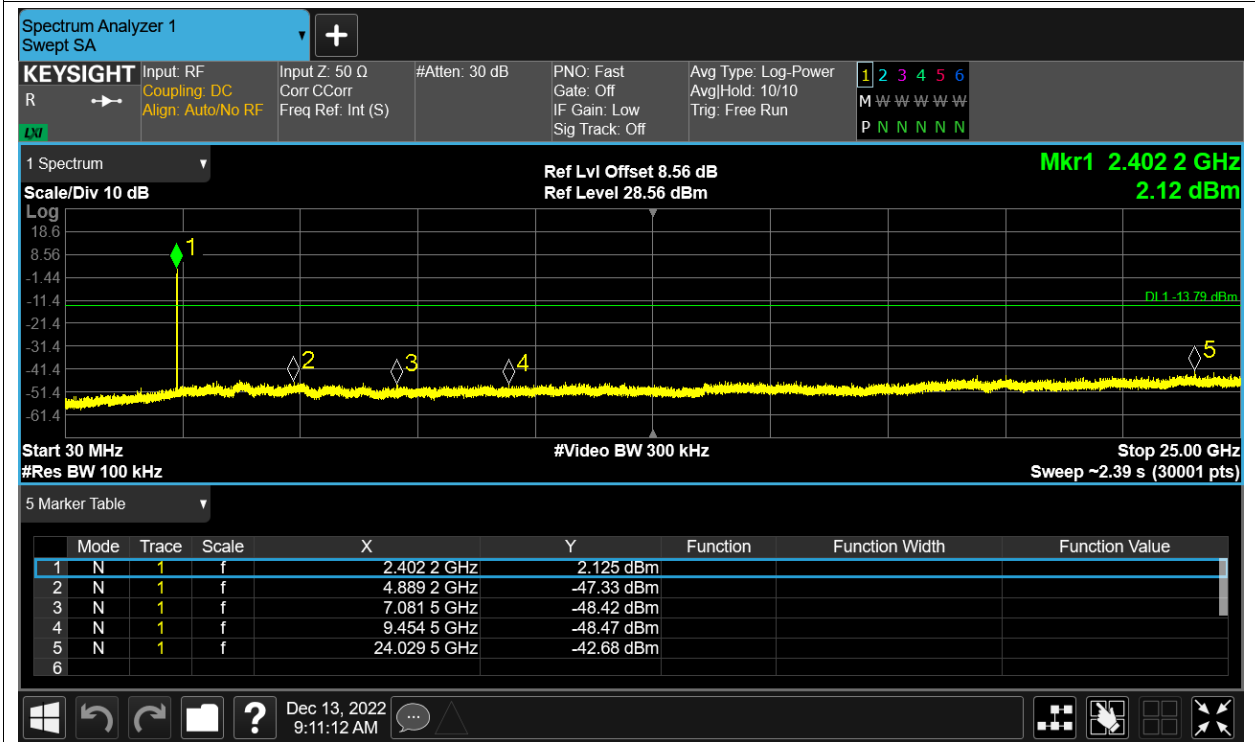 Spectrum Analyzer 1
Swept SA
+
KEYSIGHT
R
LXI
Input: RF
Coupling: DC
Align: Auto/No RF
Input Z: 50 Ω
Corr CCorr
Freq Ref: Int (S)
#Atten: 30 dB
PNO: Fast
Gate: Off
IF Gain: Low
Sig Track: Off
Avg Type: Log-Power
Avg|Hold: 10/10
Trig: Free Run
1 2 3 4 5 6
M W W W W W
P N N N N N
1 Spectrum
Scale/Div 10 dB
Ref Lvl Offset 8.56 dB
Ref Level 28.56 dBm
Mkr1 2.402 2 GHz
2.12 dBm
Log
18.6
8.56
-1.44
-11.4
-21.4
-31.4
-41.4
-51.4
-61.4
1
2
3
4
5
DL1 -13.79 dBm
Start 30 MHz
#Res BW 100 kHz
#Video BW 300 kHz
Stop 25.00 GHz
Sweep ~2.39 s (30001 pts)
5 Marker Table
Mode Trace Scale X Y Function Function Width Function Value
1 N 1 f 2.402 2 GHz 2.125 dBm
2 N 1 f 4.889 2 GHz -47.33 dBm
3 N 1 f 7.081 5 GHz -48.42 dBm
4 N 1 f 9.454 5 GHz -48.47 dBm
5 N 1 f 24.029 5 GHz -42.68 dBm
6
?
Dec 13, 2022
9:11:12 AM